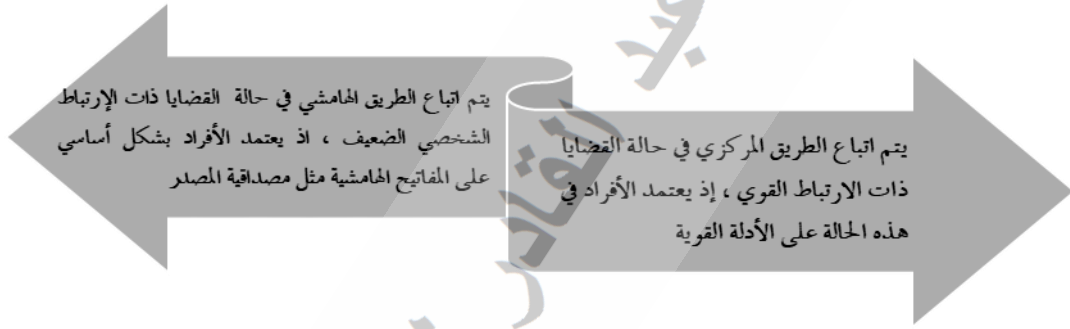 يتم اتباع الطريق المركزي في حالة القضايا
ذات الارتباط القوي ، إذ يعتمد الأفراد في
هذه الحالة على الأدلة القوية
يتم اتباع الطريق الهامشي في حالة القضايا ذات الإرتباط
الشخصي الضعيف ، اذ يعتمد الأفراد بشكل أساسي
على المفاتيح الهامشية مثل مصداقية المصدر
عبد
القادر